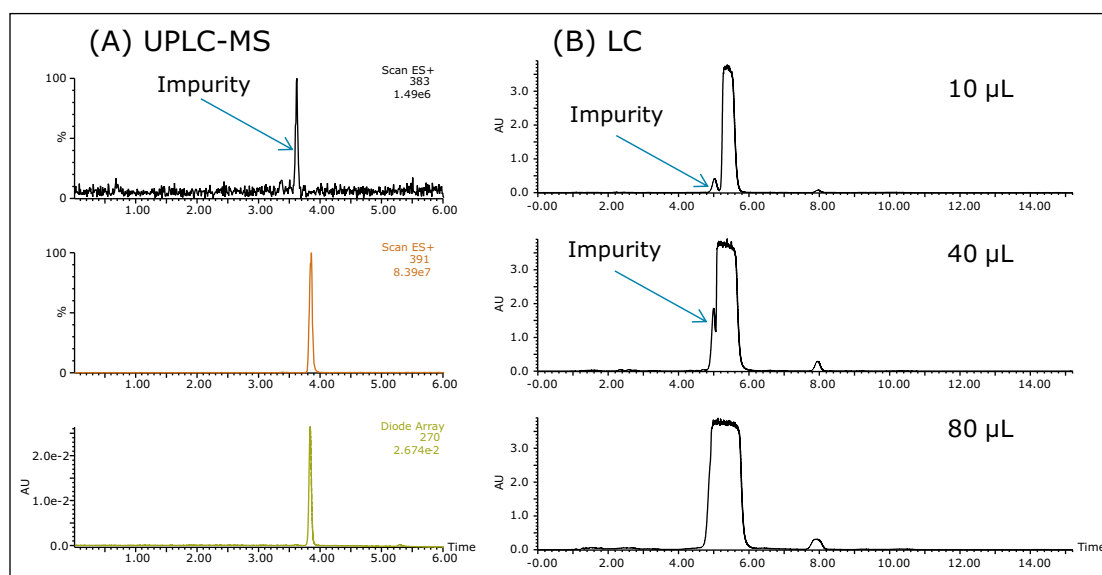 (A) UPLC-MS
Impurity
Scan ES+
383
1.49e6
100
%
0
1.00 2.00 3.00 4.00 5.00 6.00
Scan ES+
391
8.39e7
100
%
0
1.00 2.00 3.00 4.00 5.00 6.00
Diode Array
270
2.674e-2
2.0e-2
AU
1.0e-2
0.0
1.00 2.00 3.00 4.00 5.00 6.00
Time
(B) LC
10 µL
Impurity
3.0
AU
2.0
1.0
0.0
-0.00 2.00 4.00 6.00 8.00 10.00 12.00 14.00
40 µL
Impurity
3.0
AU
2.0
1.0
0.0
-0.00 2.00 4.00 6.00 8.00 10.00 12.00 14.00
80 µL
3.0
AU
2.0
1.0
0.0
-0.00 2.00 4.00 6.00 8.00 10.00 12.00 14.00